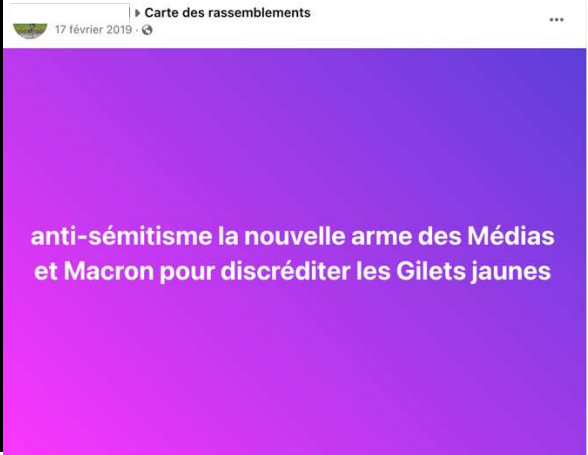 ▸ Carte des rassemblements
17 février 2019 ·
anti-sémitisme la nouvelle arme des Médias
et Macron pour discréditer les Gilets jaunes